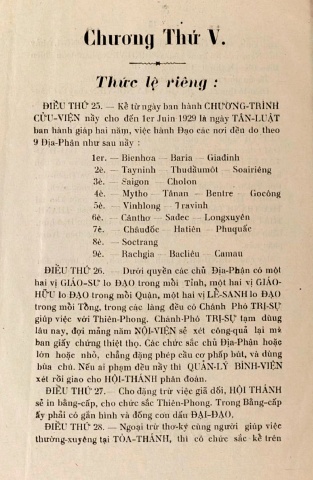 Chương Thứ V.
Thức lệ riêng :
ĐIỀU THỨ 25. — Kể từ ngày ban hành CHƯƠNG-TRÌNH
CỬU-VIỆN nầy cho đến 1er Juin 1929 là ngày TÂN-LUẬT
ban hành giáp hai năm, việc hành Đạo các nơi đều do theo
9 Địa-Phận như sau nầy :
1er. — Bienhoa — Baria — Giađinh
2è. — Tayninh — Thuđâumôt — Soairiêng
3è. — Saigon — Cholon
4è. — Mytho — Tânan — Bentre — Gocông
5è. — Vinhlong — Travinh
6è. — Cântho — Sadec — Longxuyên
7è. — Châudốc — Hatiên — Phuquấc
8è. — Soctrang
9è. — Rachgia — Bacliêu — Camau
ĐIỀU THỨ 26. — Dưới quyền các chủ Địa-Phận có một
hai vị GIÁO-SƯ lo ĐẠO trong mỗi Tỉnh, một hai vị GIÁO-
HỮU lo ĐẠO trong mỗi Quận, một hai vị LỄ-SANH lo ĐẠO
trong mỗi Tổng, trong các làng đều có Chánh Phó TRỊ-SỰ
giúp việc với Thiên-Phong. Chánh-Phó TRỊ-SỰ tạm dùng
lâu nay, đợi mãng năm NỘI-VIỆN sẽ xét công-quả lại mà
ban giấy chứng thiệt thọ. Các chức sắc chủ Địa-Phận hoặc
lớn hoặc nhỏ, chẳng đặng phép cầu cơ phấp bút, và dùng
bùa chú. Nếu ai phạm đều nầy thì QUẢN-LÝ BÌNH-VIỆN
xét rồi giao cho HỘI-THÁNH phân đoán.
ĐIỀU THỨ 27. — Cho đặng trừ việc giả dối, HỘI THÁNH
sẽ in bằng-cấp, cho chức sắc Thiên-Phong. Trong Bằng-cấp
ấy phải có gắn hình và đóng con dấu ĐẠI-ĐẠO.
ĐIỀU THỨ 28. — Ngoại trừ thơ-ký cùng người giúp việc
thường-xuyên tại TÒA-THÁNH, thì có chức sắc kể trên